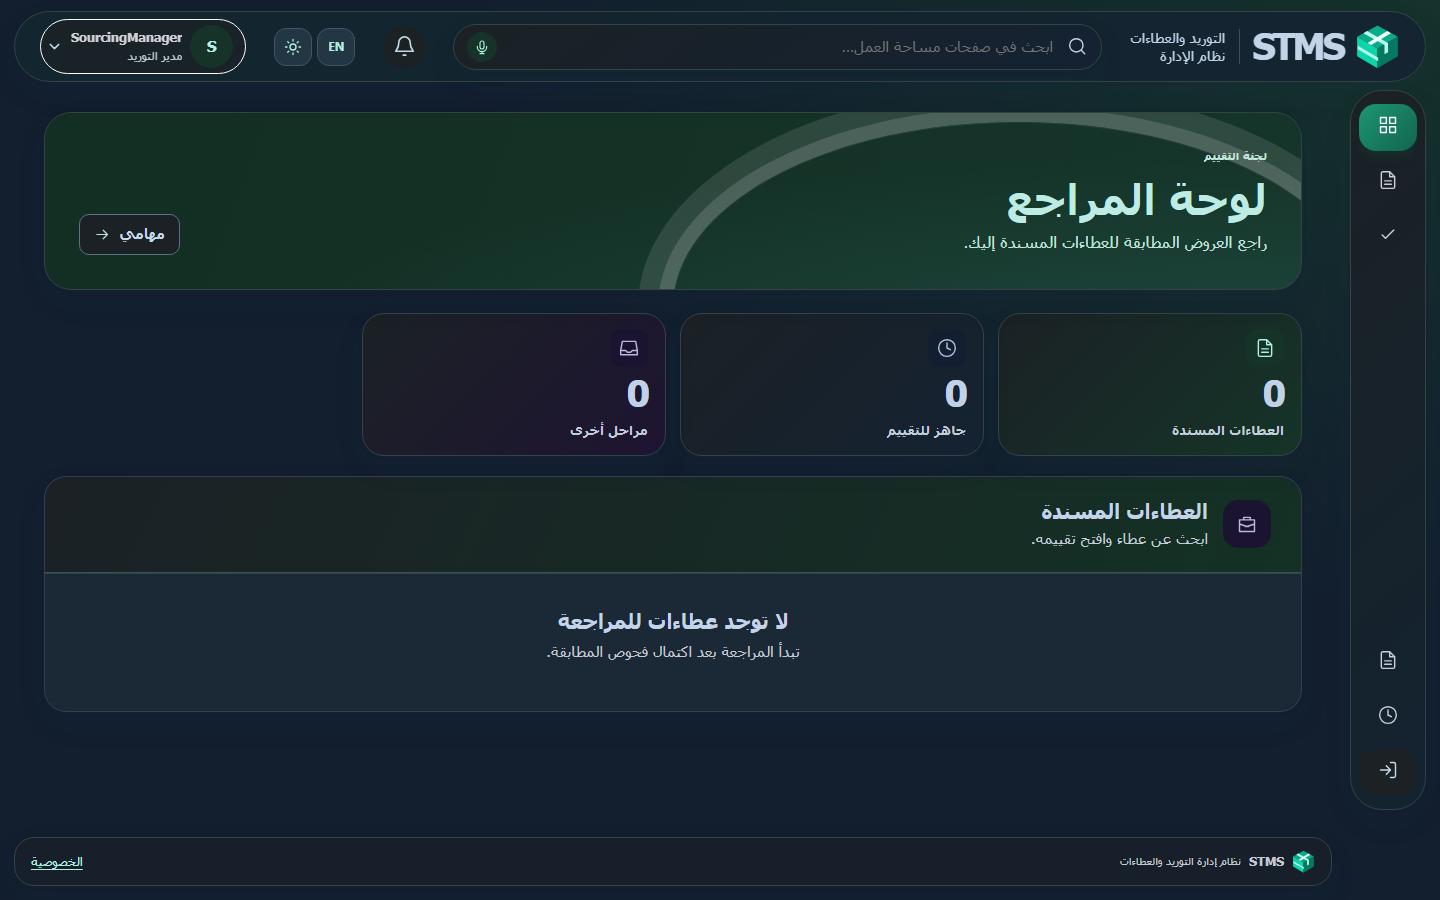 STMS
التوريد والعطاءات
نظام الإدارة
ابحث في صفحات مساحة العمل...
EN
S
SourcingManager
مدير التوريد
لجنة التقييم
لوحة المراجع
راجع العروض المطابقة للعطاءات المسندة إليك.
مهامي
0
العطاءات المسندة
0
جاهز للتقييم
0
مراحل أخرى
العطاءات المسندة
ابحث عن عطاء وافتح تقييمه.
لا توجد عطاءات للمراجعة
تبدأ المراجعة بعد اكتمال فحوص المطابقة.
STMS نظام إدارة التوريد والعطاءات
الخصوصية